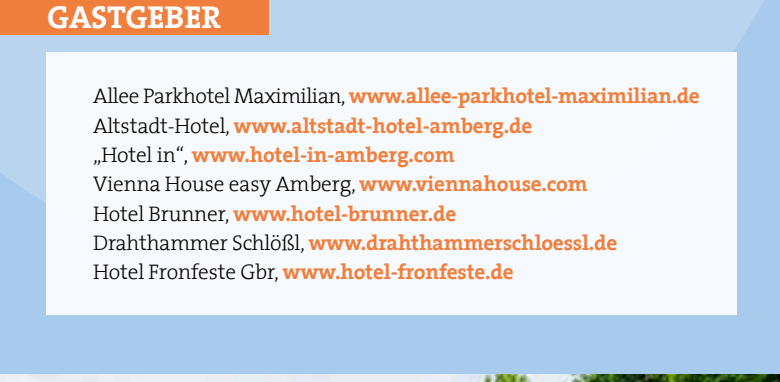 GASTGEBER
Allee Parkhotel Maximilian, www.allee-parkhotel-maximilian.de
Altstadt-Hotel, www.altstadt-hotel-amberg.de
„Hotel in“, www.hotel-in-amberg.com
Vienna House easy Amberg, www.viennahouse.com
Hotel Brunner, www.hotel-brunner.de
Drahthammer Schlößl, www.drahthammerschloessl.de
Hotel Fronfeste Gbr, www.hotel-fronfeste.de